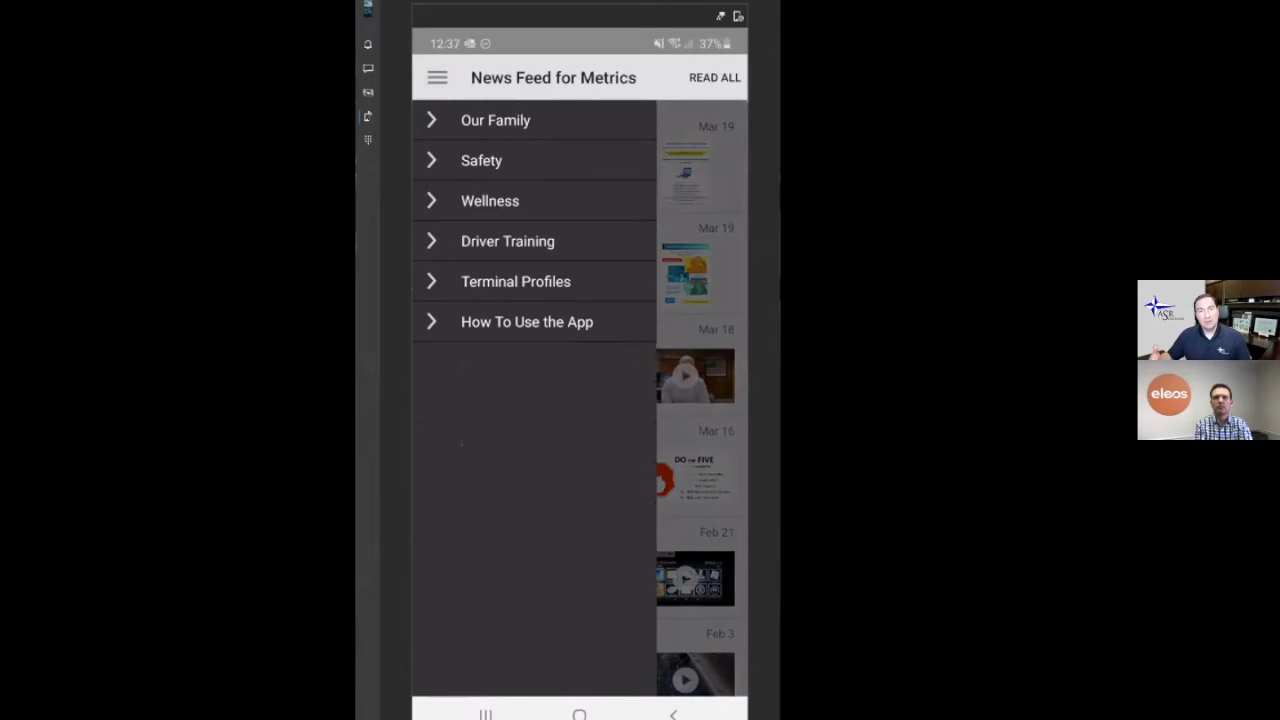 12:37
37%
News Feed for Metrics
READ ALL
Our Family
Safety
Wellness
Driver Training
Terminal Profiles
How To Use the App
Mar 19
Mar 19
Mar 18
Mar 16
DO THE FIVE
Feb 21
Feb 3
ASR
eleos